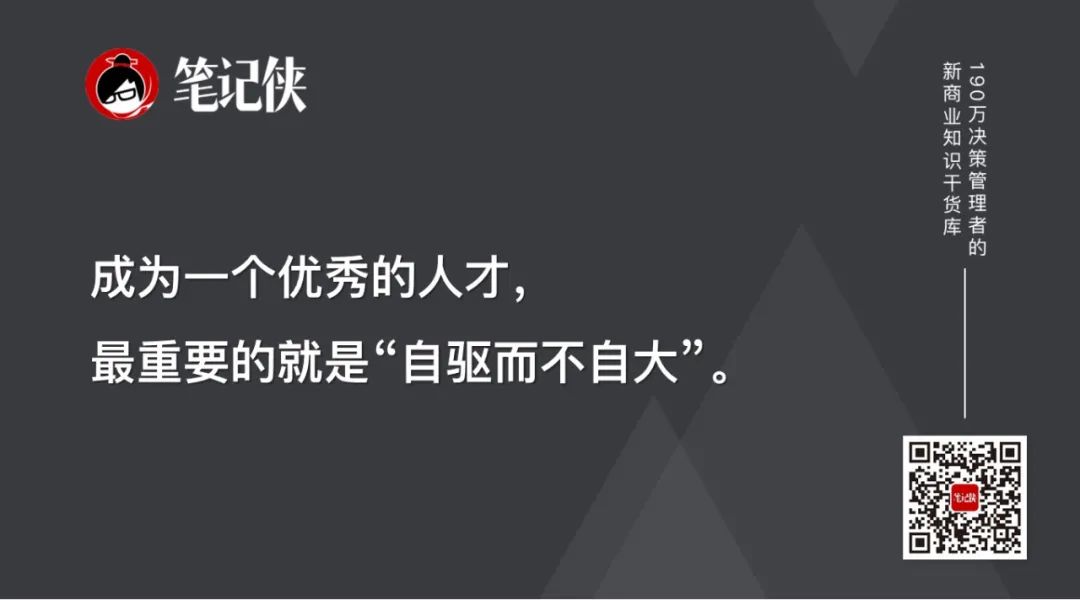 笔记侠
190万决策管理者的
新商业知识干货库
成为一个优秀的人才，
最重要的就是“自驱而不自大”。
笔记侠